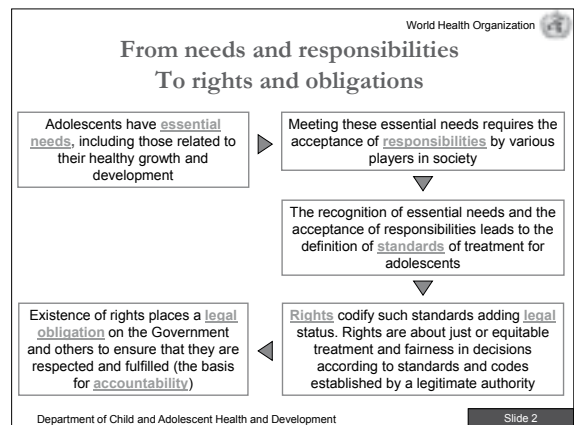 World Health Organization
From needs and responsibilities
To rights and obligations
Adolescents have essential
needs, including those related to
their healthy growth and
development
Meeting these essential needs requires the
acceptance of responsibilities by various
players in society
The recognition of essential needs and the
acceptance of responsibilities leads to the
definition of standards of treatment for
adolescents
Rights codify such standards adding legal
status. Rights are about just or equitable
treatment and fairness in decisions
according to standards and codes
established by a legitimate authority
Existence of rights places a legal
obligation on the Government
and others to ensure that they are
respected and fulfilled (the basis
for accountability)
Department of Child and Adolescent Health and Development
Slide 2